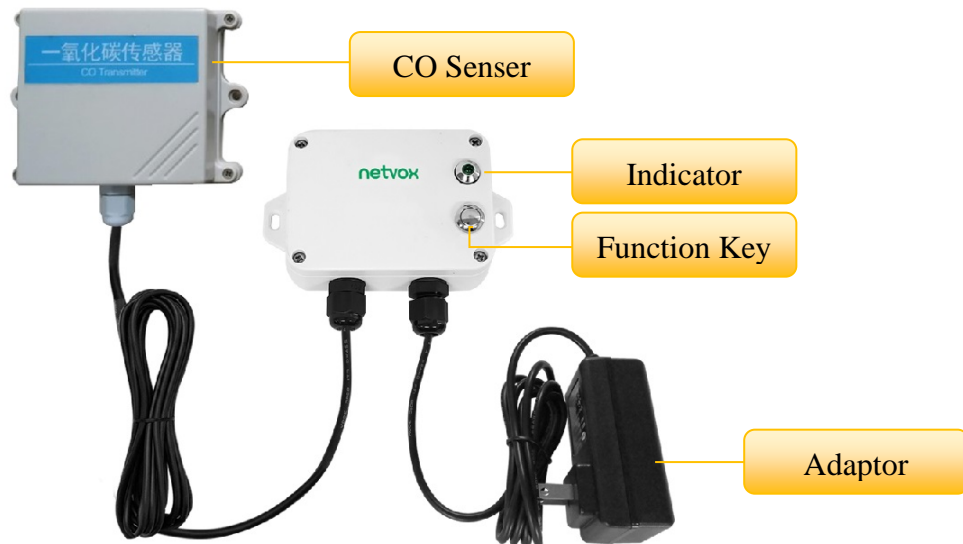 一氧化碳传感器
CO Transmitter
CO Senser
netvox
Indicator
Function Key
Adaptor